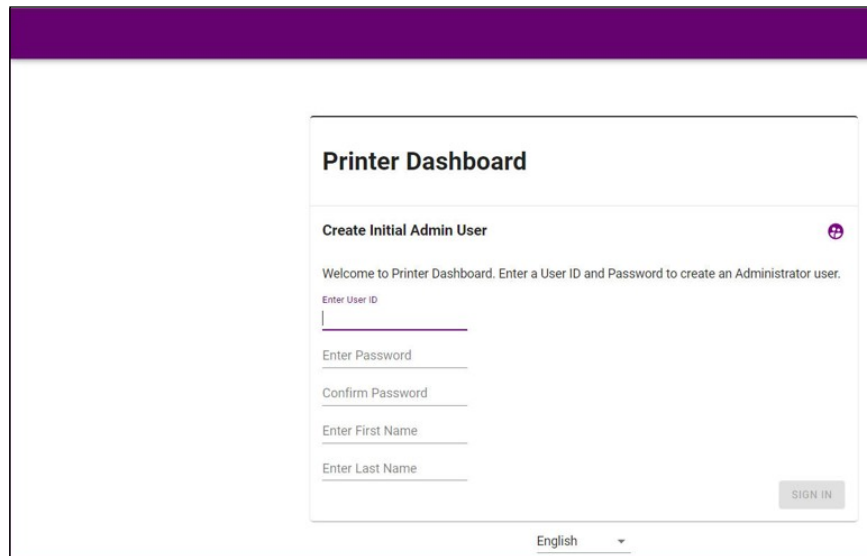 Printer Dashboard
Create Initial Admin User
Welcome to Printer Dashboard. Enter a User ID and Password to create an Administrator user.
Enter User ID
Enter Password
Confirm Password
Enter First Name
Enter Last Name
SIGN IN
English